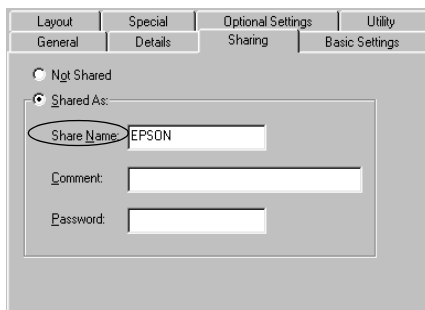 Layout Special Optional Settings Utility
General Details Sharing Basic Settings
Not Shared
Shared As:
Share Name: EPSON
Comment:
Password: